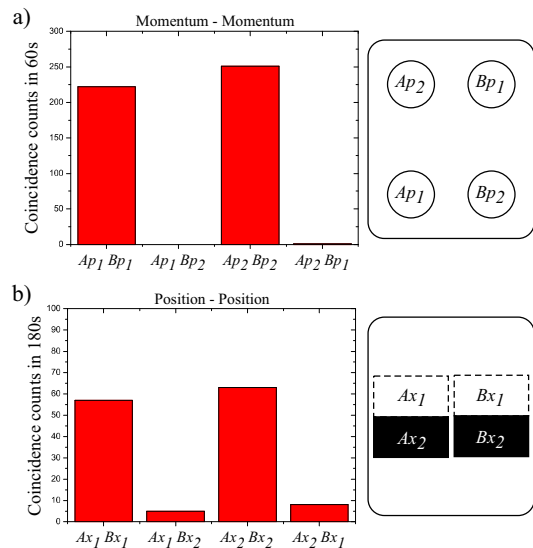 a)
Momentum - Momentum
Coincidence counts in 60s
300
250
200
150
100
50
0
Ap1 Bp1 Ap1 Bp2 Ap2 Bp2 Ap2 Bp1
Ap2 Bp1
Ap1 Bp2
b)
Position - Position
Coincidence counts in 180s
100
90
80
70
60
50
40
30
20
10
0
Ax1 Bx1 Ax1 Bx2 Ax2 Bx2 Ax2 Bx1
Ax1 Bx1
Ax2 Bx2